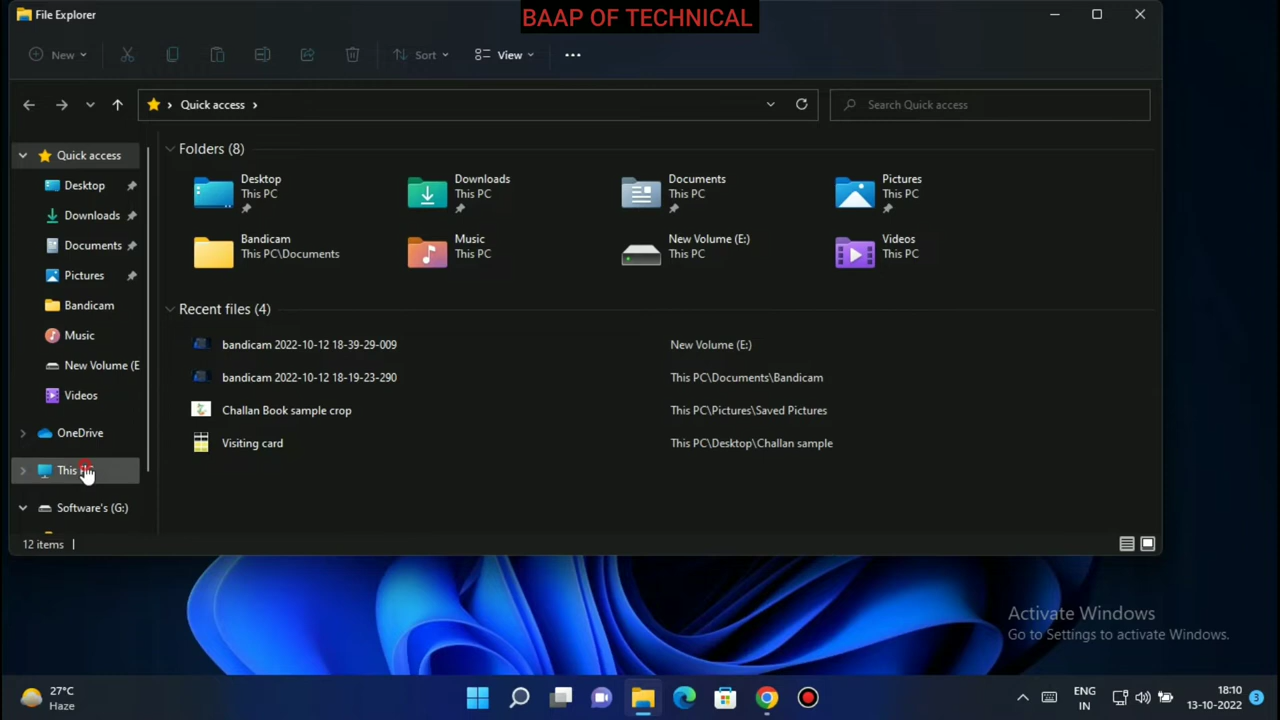 File Explorer
BAAP OF TECHNICAL
New
Sort
View
Quick access
Search Quick access
Quick access
Desktop
Downloads
Documents
Pictures
Bandicam
Music
New Volume (E
Videos
OneDrive
This
Software's (G:)
Folders (8)
Desktop
This PC
Downloads
This PC
Documents
This PC
Pictures
This PC
Bandicam
This PC\Documents
Music
This PC
New Volume (E:)
This PC
Videos
This PC
Recent files (4)
bandicam 2022-10-12 18-39-29-009 New Volume (E:)
bandicam 2022-10-12 18-19-23-290 This PC\Documents\Bandicam
Challan Book sample crop This PC\Pictures\Saved Pictures
Visiting card This PC\Desktop\Challan sample
12 items
Activate Windows
Go to Settings to activate Windows.
27°C
Haze
ENG
IN
18:10
13-10-2022
3